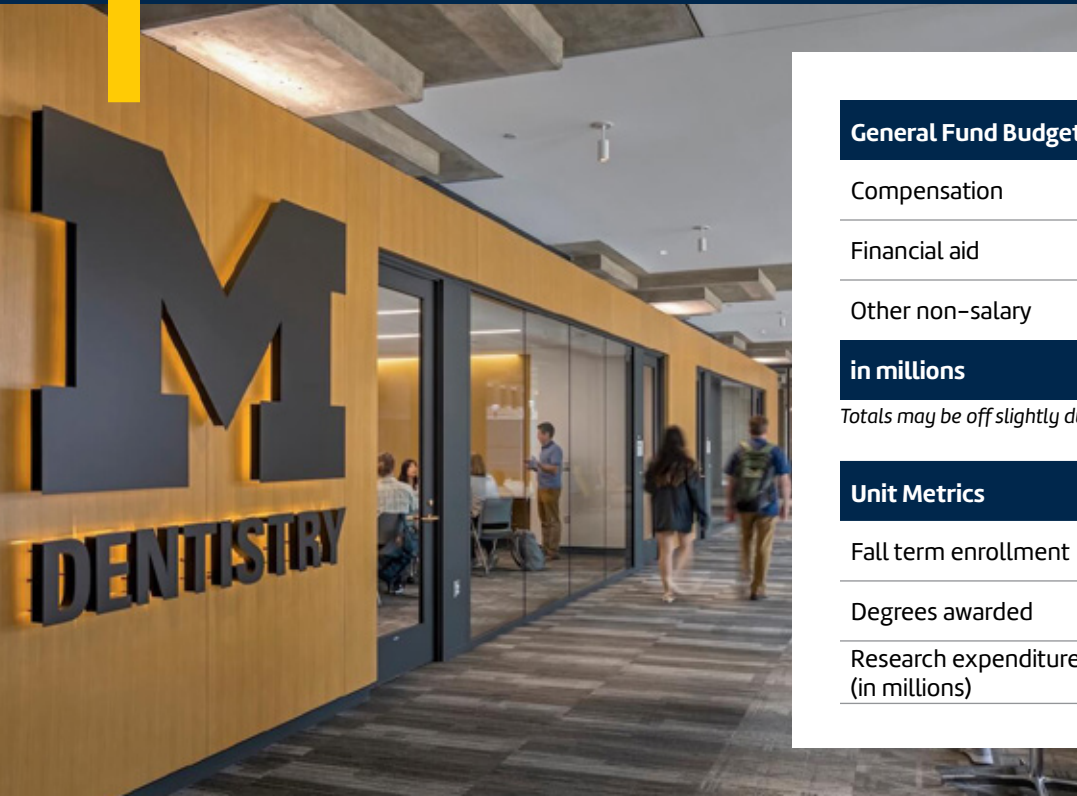 M
DENTISTRY
General Fund Budget
Compensation
Financial aid
Other non-salary
in millions
Totals may be off slightly
Unit Metrics
Fall term enrollment
Degrees awarded
Research expenditure
(in millions)